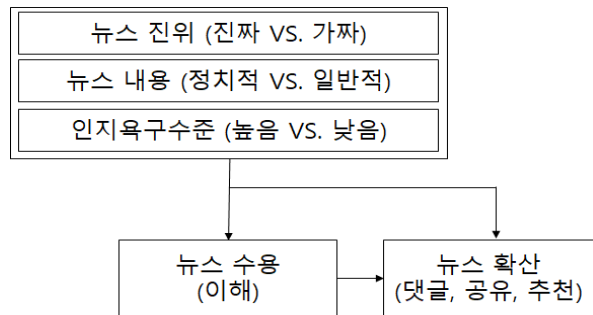 뉴스 진위 (진짜 VS. 가짜)
뉴스 내용 (정치적 VS. 일반적)
인지욕구수준 (높음 VS. 낮음)
뉴스 수용
(이해)
뉴스 확산
(댓글, 공유, 추천)